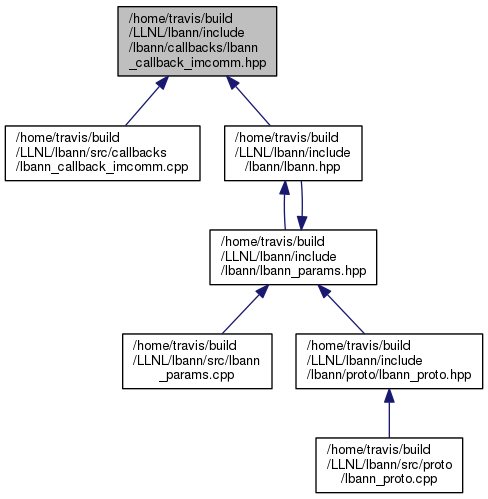 /home/travis/build
/LLNL/lbann/include
/lbann/callbacks/lbann
_callback_imcomm.hpp
/home/travis/build
/LLNL/lbann/src/callbacks
/lbann_callback_imcomm.cpp
/home/travis/build
/LLNL/lbann/include
/lbann/lbann.hpp
/home/travis/build
/LLNL/lbann/include
/lbann/lbann_params.hpp
/home/travis/build
/LLNL/lbann/src/lbann
_params.cpp
/home/travis/build
/LLNL/lbann/include
/lbann/proto/lbann_proto.hpp
/home/travis/build
/LLNL/lbann/src/proto
/lbann_proto.cpp